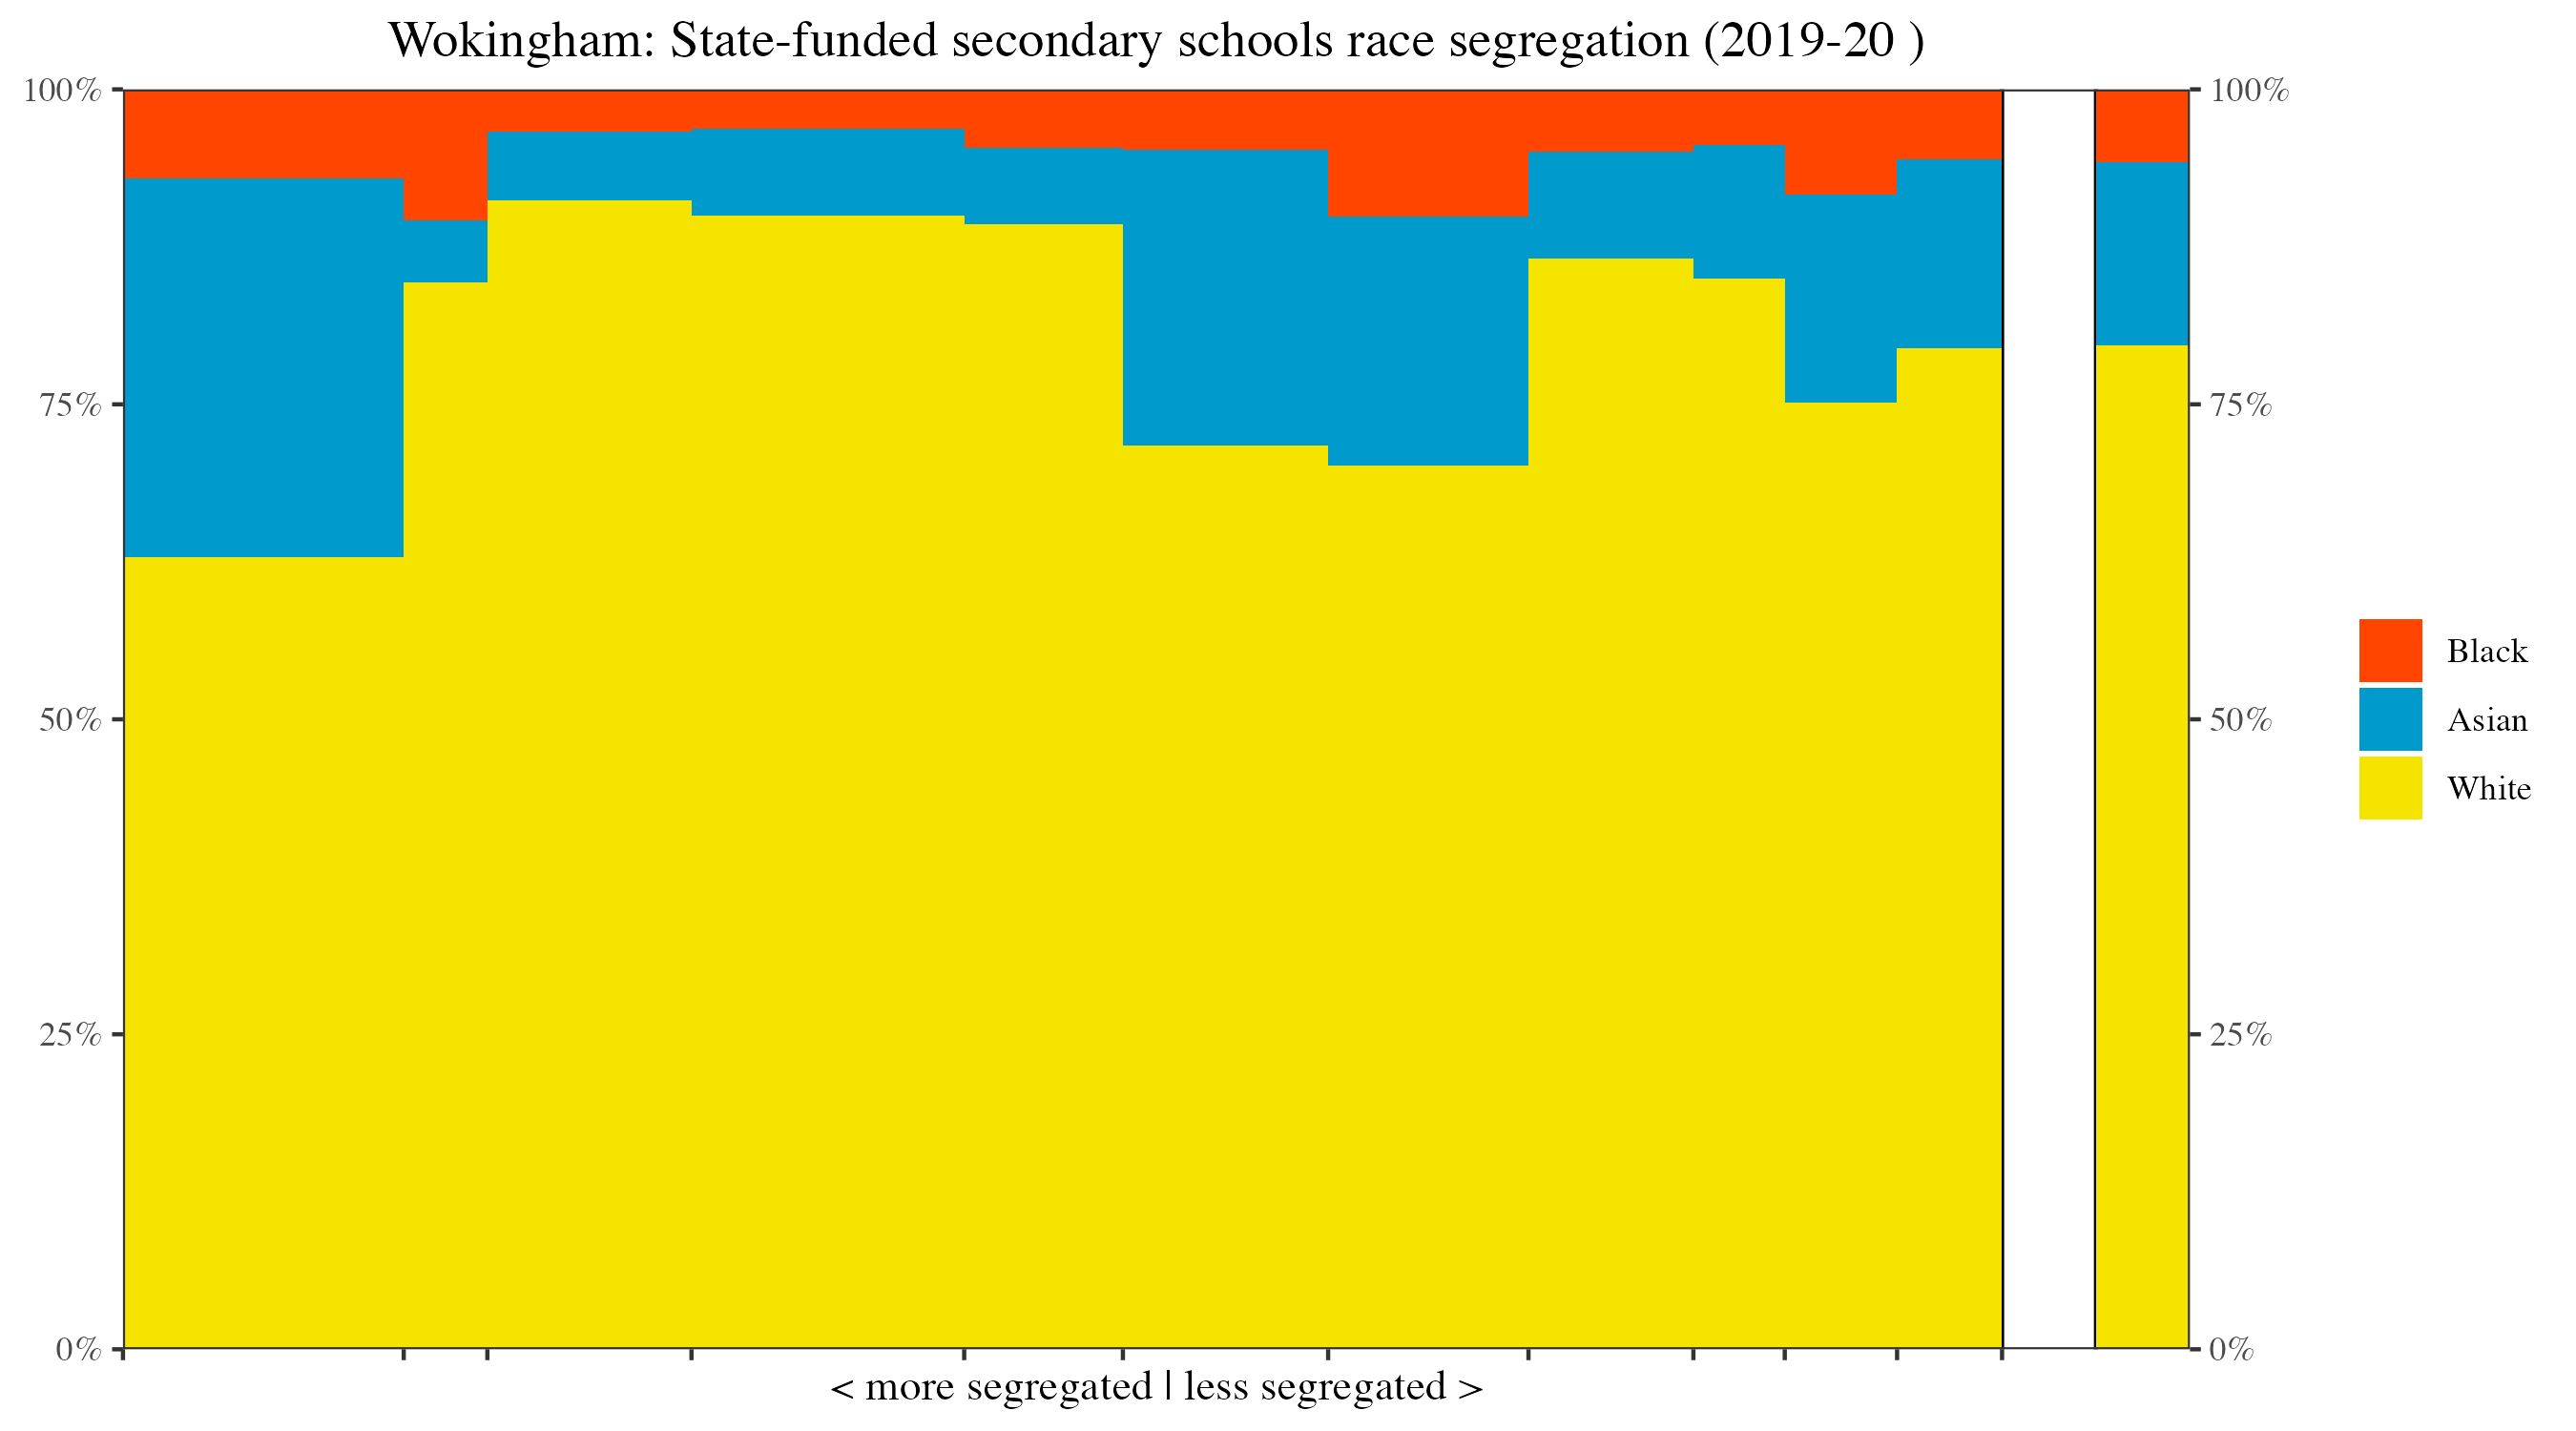 Wokingham: State-funded secondary schools race segregation (2019-20 )
100%
100%
75%
75%
50%
50%
25%
25%
0%
0%
Black
Asian
White
< more segregated | less segregated >